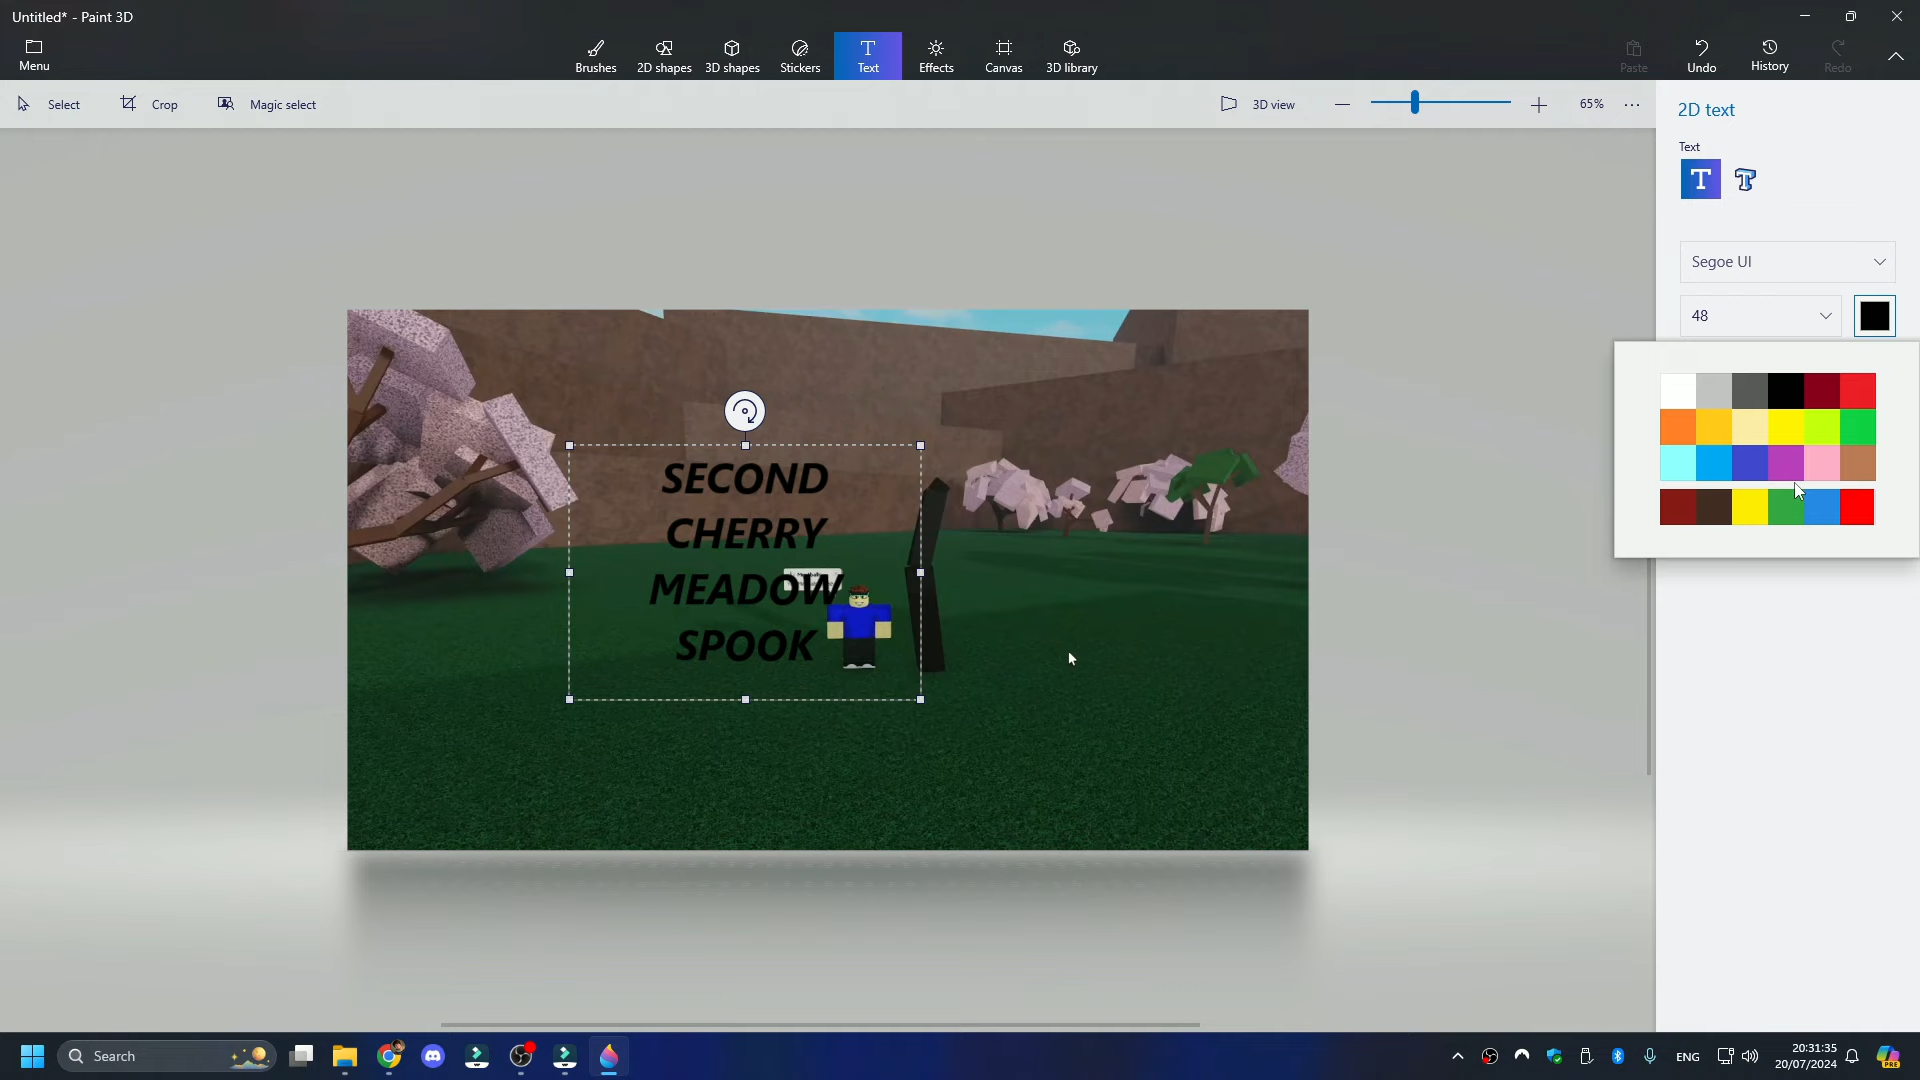 Untitled* - Paint 3D
Menu
Brushes
2D shapes
3D shapes
Stickers
Text
Effects
Canvas
3D library
Paste
Undo
History
Redo
Select
Crop
Magic select
3D view
65%
2D text
Text
Segoe UI
48
SECOND
CHERRY
MEADOW
SPOOK
Search
ENG
20:31:35
20/07/2024
PRE